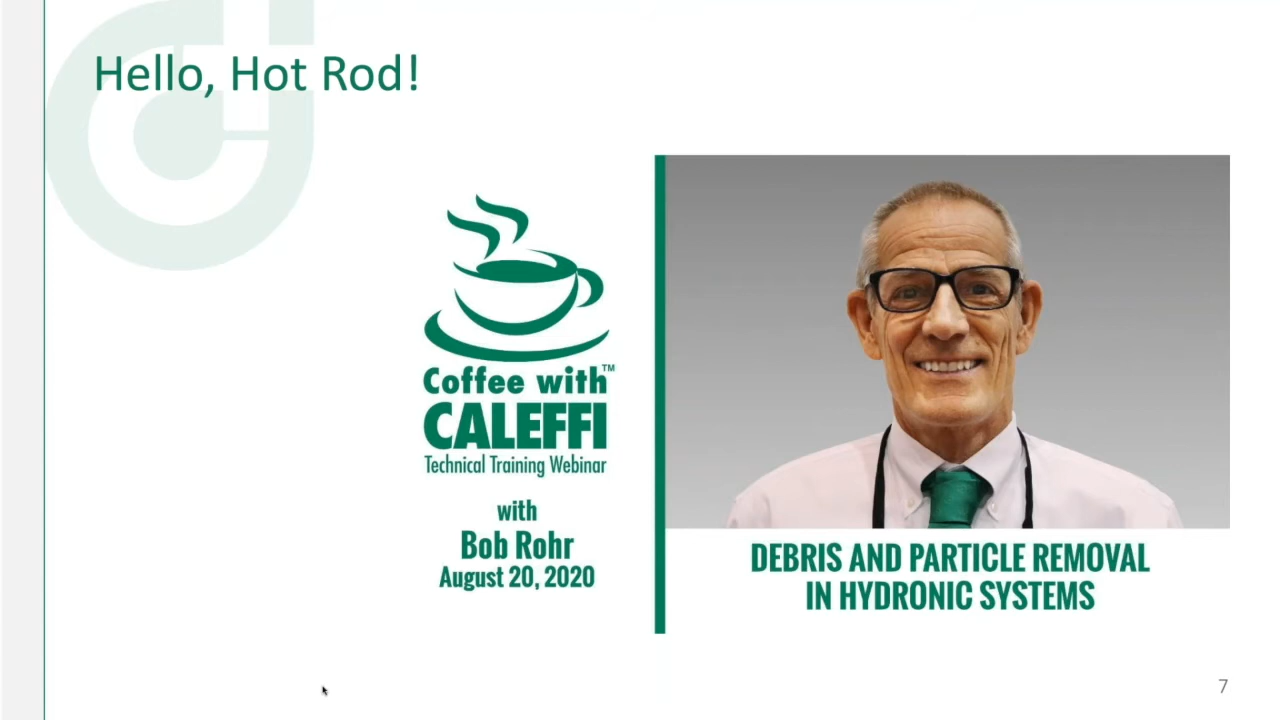 Hello, Hot Rod!
Coffee with™
CALEFFI
Technical Training Webinar
with
Bob Rohr
August 20, 2020
DEBRIS AND PARTICLE REMOVAL
IN HYDRONIC SYSTEMS
7